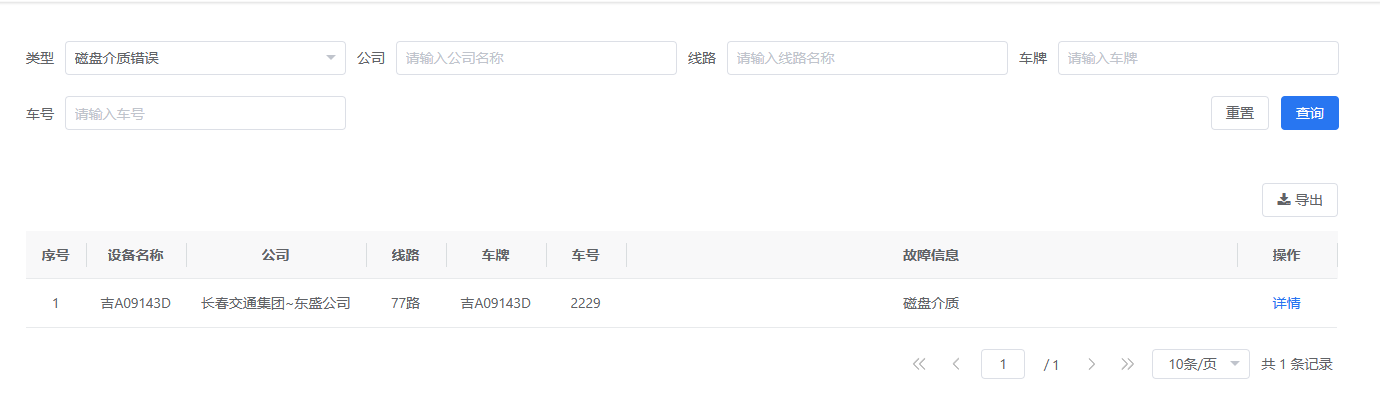 类型 磁盘介质错误 公司 请输入公司名称 线路 请输入线路名称 车牌 请输入车牌
车号 请输入车号 重置 查询
导出
序号 设备名称 公司 线路 车牌 车号 故障信息 操作
1 吉A09143D 长春交通集团~东盛公司 77路 吉A09143D 2229 磁盘介质 详情
1 / 1 10条/页 共 1 条记录